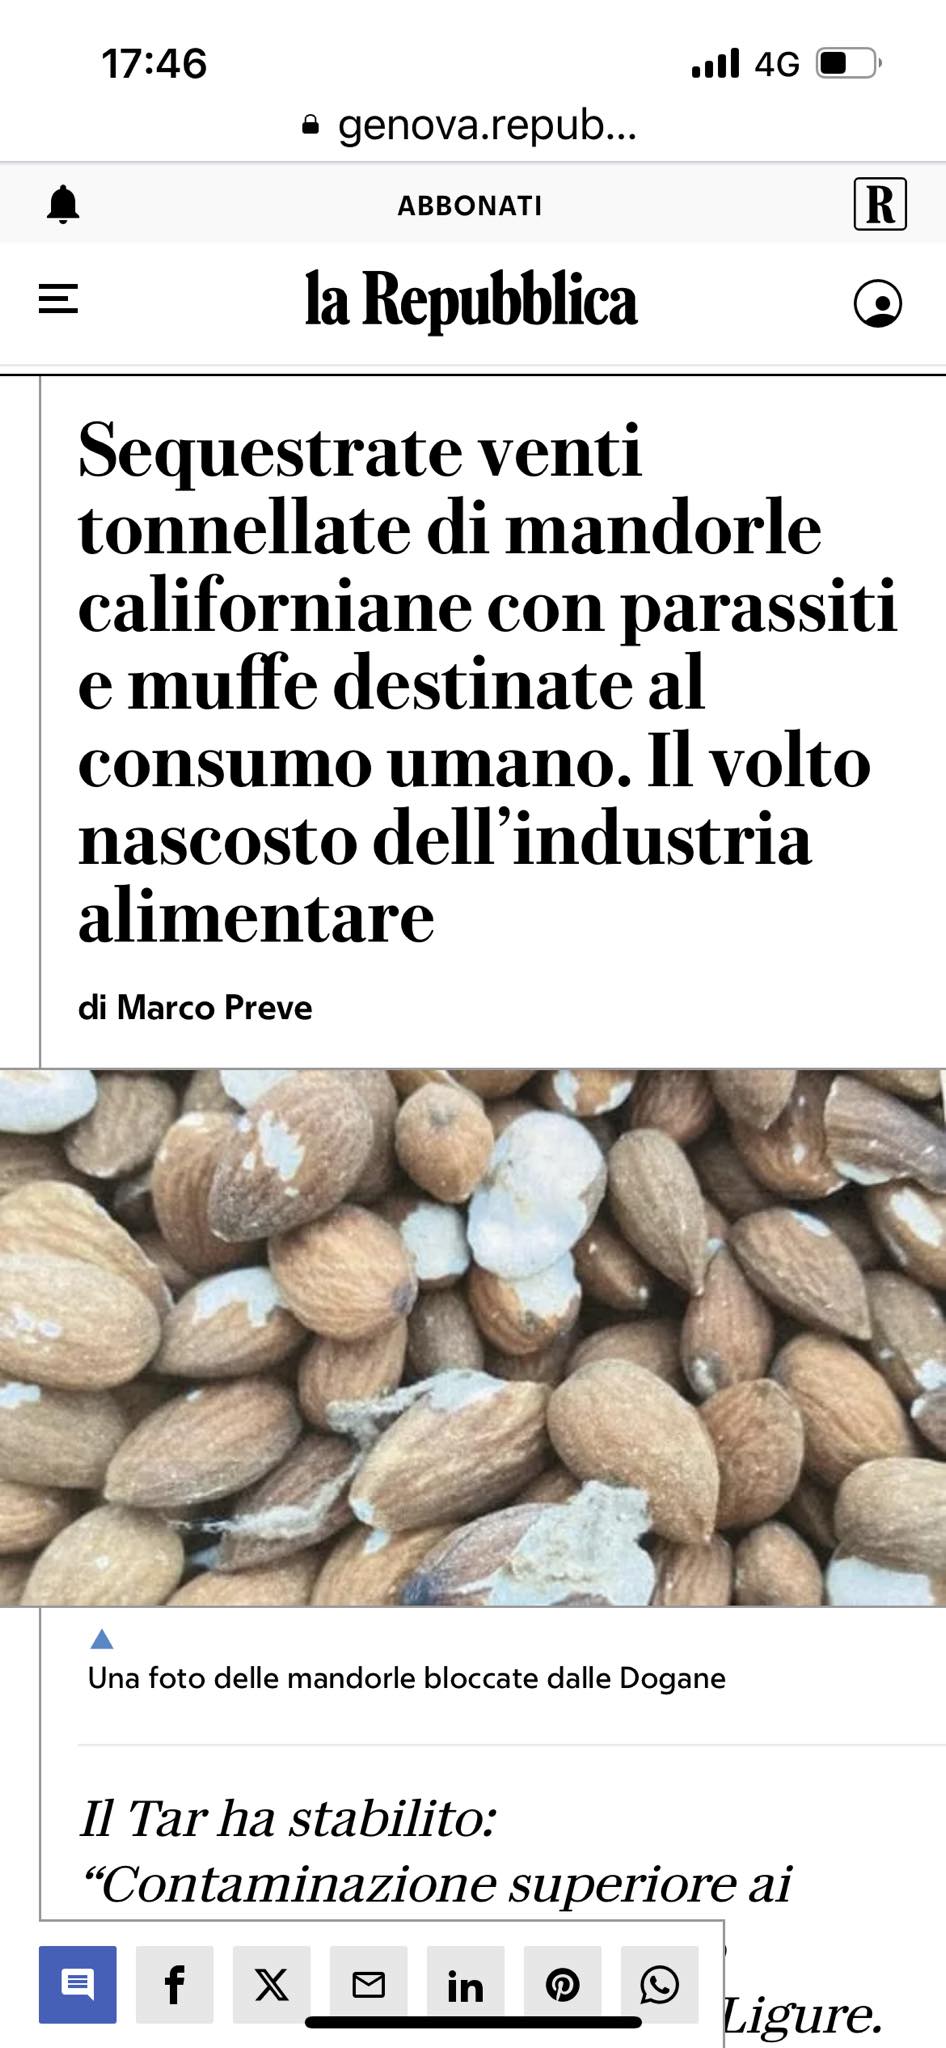 17:46
4G
genova.repub...
ABBONATI
R
la Repubblica
Sequestrate venti
tonnellate di mandorle
californiane con parassiti
e muffe destinate al
consumo umano. Il volto
nascosto dell’industria
alimentare
di Marco Preve
Una foto delle mandorle bloccate dalle Dogane
Il Tar ha stabilito:
“Contaminazione superiore ai
Ligure.